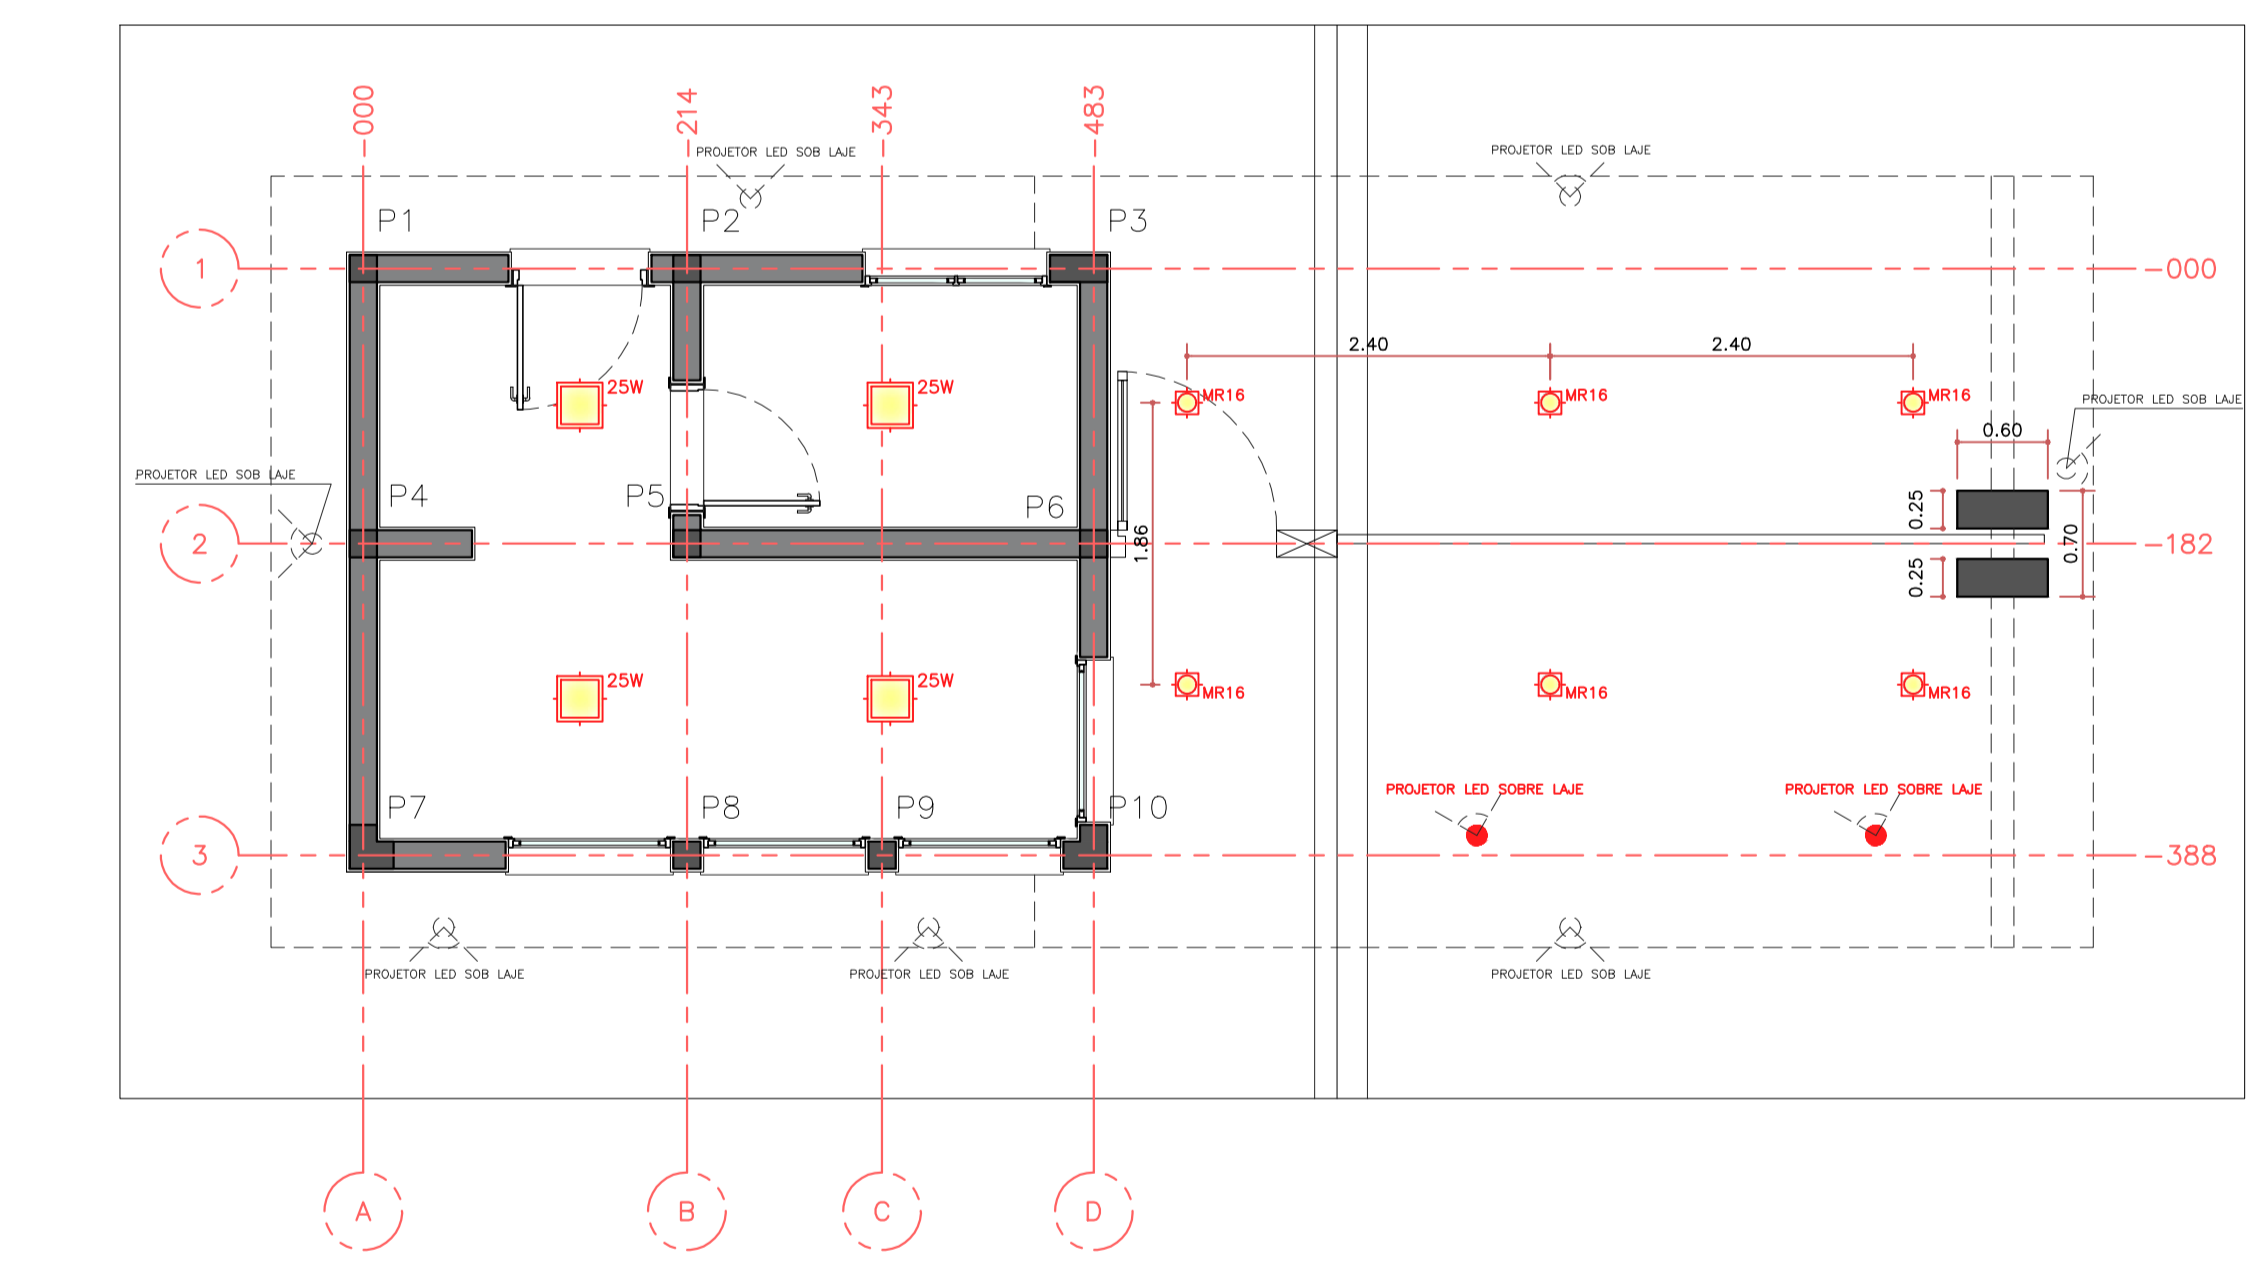 000
214
343
483
PROJETOR LED SOB LAJE
PROJETOR LED SOB LAJE
P1
P2
P3
1
-000
2.40
2.40
25W
25W
MR16
MR16
MR16
PROJETOR LED SOB LAJE
0.60
PROJETOR LED SOB LAJE
P4
P5
P6
0.25
2
1.86
0.70
-182
0.25
25W
25W
MR16
MR16
MR16
PROJETOR LED SOBRE LAJE
PROJETOR LED SOBRE LAJE
P7
P8
P9
P10
3
-388
PROJETOR LED SOB LAJE
PROJETOR LED SOB LAJE
PROJETOR LED SOB LAJE
A
B
C
D